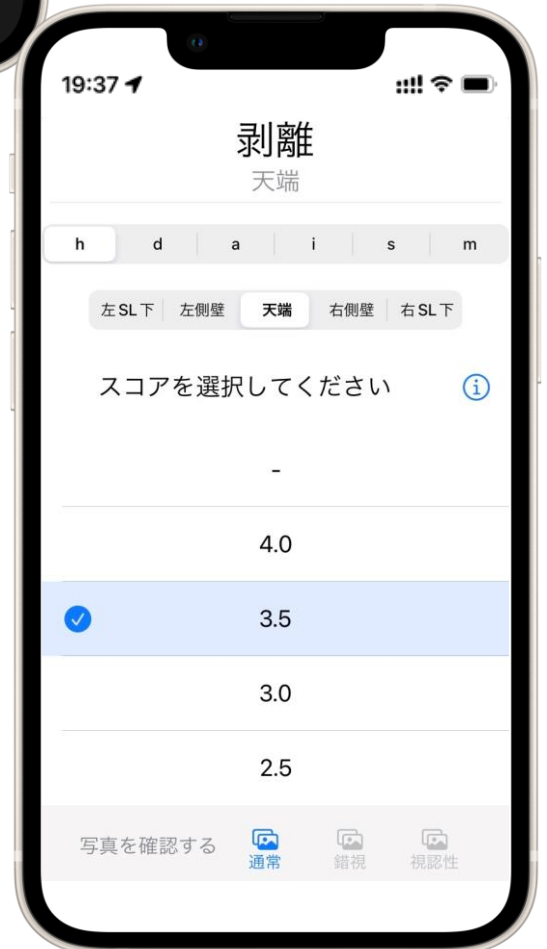 19:37
剥離
天端
h d a i s m
左SL下 左側壁 天端 右側壁 右SL下
スコアを選択してください
-
4.0
3.5
3.0
2.5
写真を確認する 通常 錯視 視認性